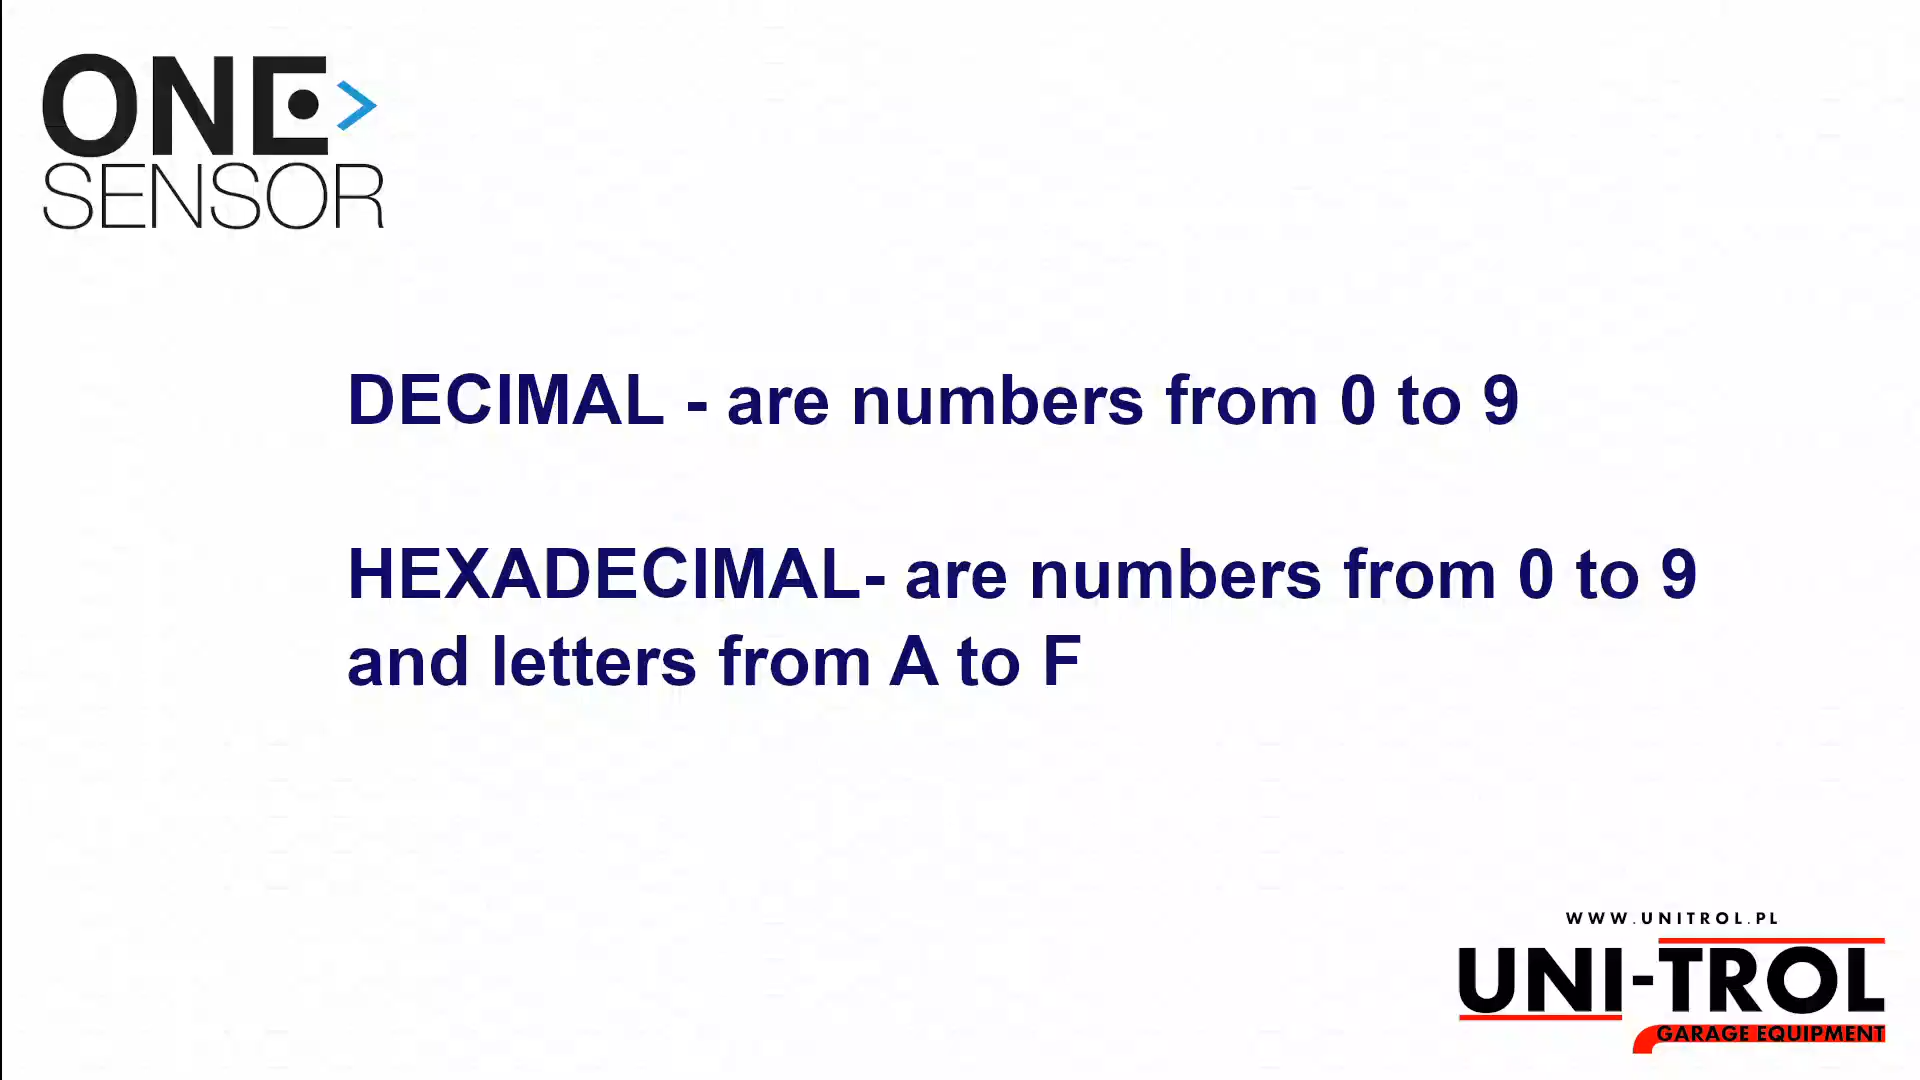 ONE
SENSOR
DECIMAL - are numbers from 0 to 9
HEXADECIMAL- are numbers from 0 to 9
and letters from A to F
WWW.UNITROL.PL
UNI-TROL
GARAGE EQUIPMENT